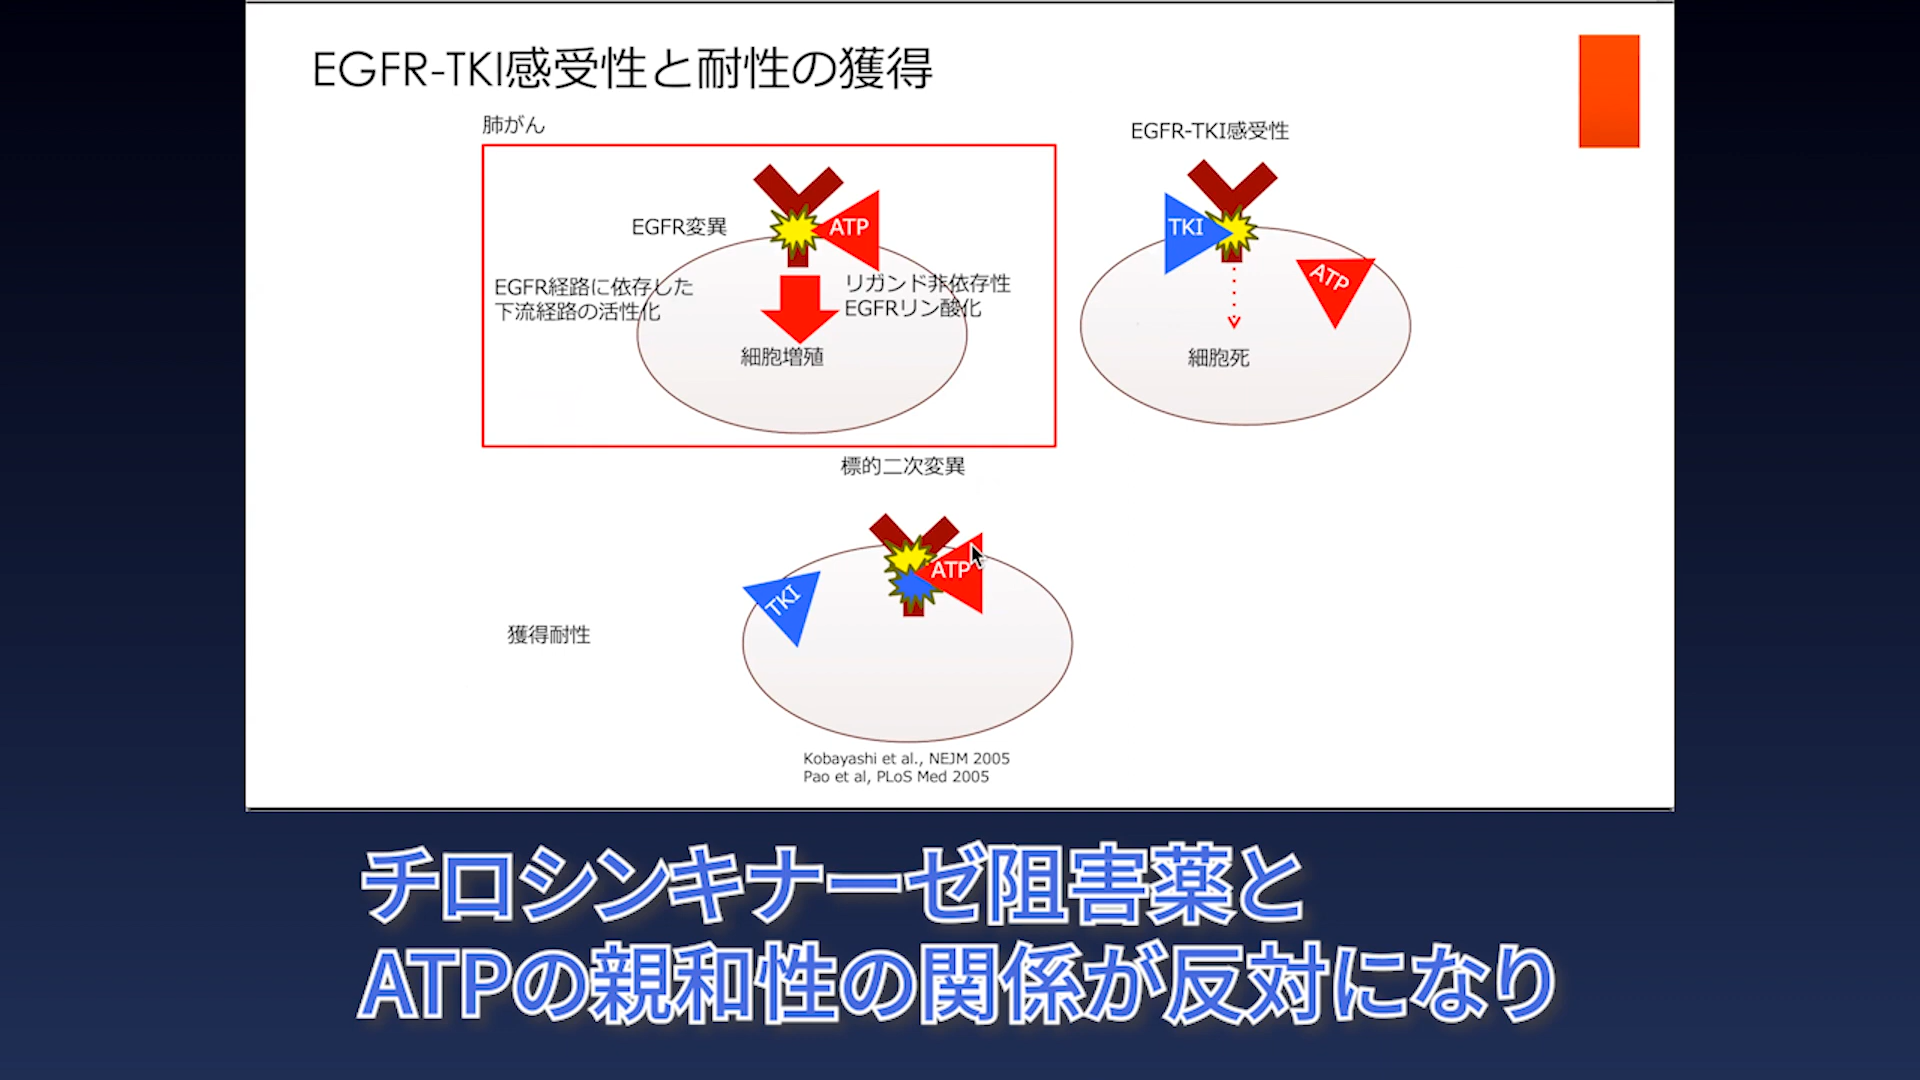 EGFR-TKI感受性と耐性の獲得
肺がん
EGFR-TKI感受性
EGFR変異
ATP
TKI
ATP
EGFR経路に依存した
下流経路の活性化
リガンド非依存性
EGFRリン酸化
細胞増殖
細胞死
標的二次変異
TKI
ATP
獲得耐性
Kobayashi et al., NEJM 2005
Pao et al, PLoS Med 2005
チロシンキナーゼ阻害薬と
ATPの親和性の関係が反対になり